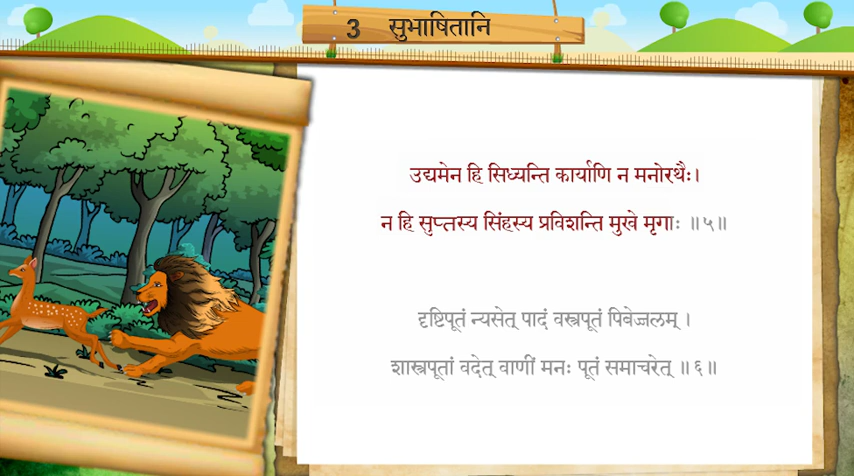 3 सुभाषितानि
उद्यमेन हि सिध्यन्ति कार्याणि न मनोरथैः।
न हि सुप्तस्य सिंहस्य प्रविशन्ति मुखे मृगाः ॥५॥
दृष्टिपूतं न्यसेत् पादं वस्त्रपूतं पिबेज्जलम् ।
शास्त्रपूतां वदेत् वाणीं मनः पूतं समाचरेत् ॥६॥